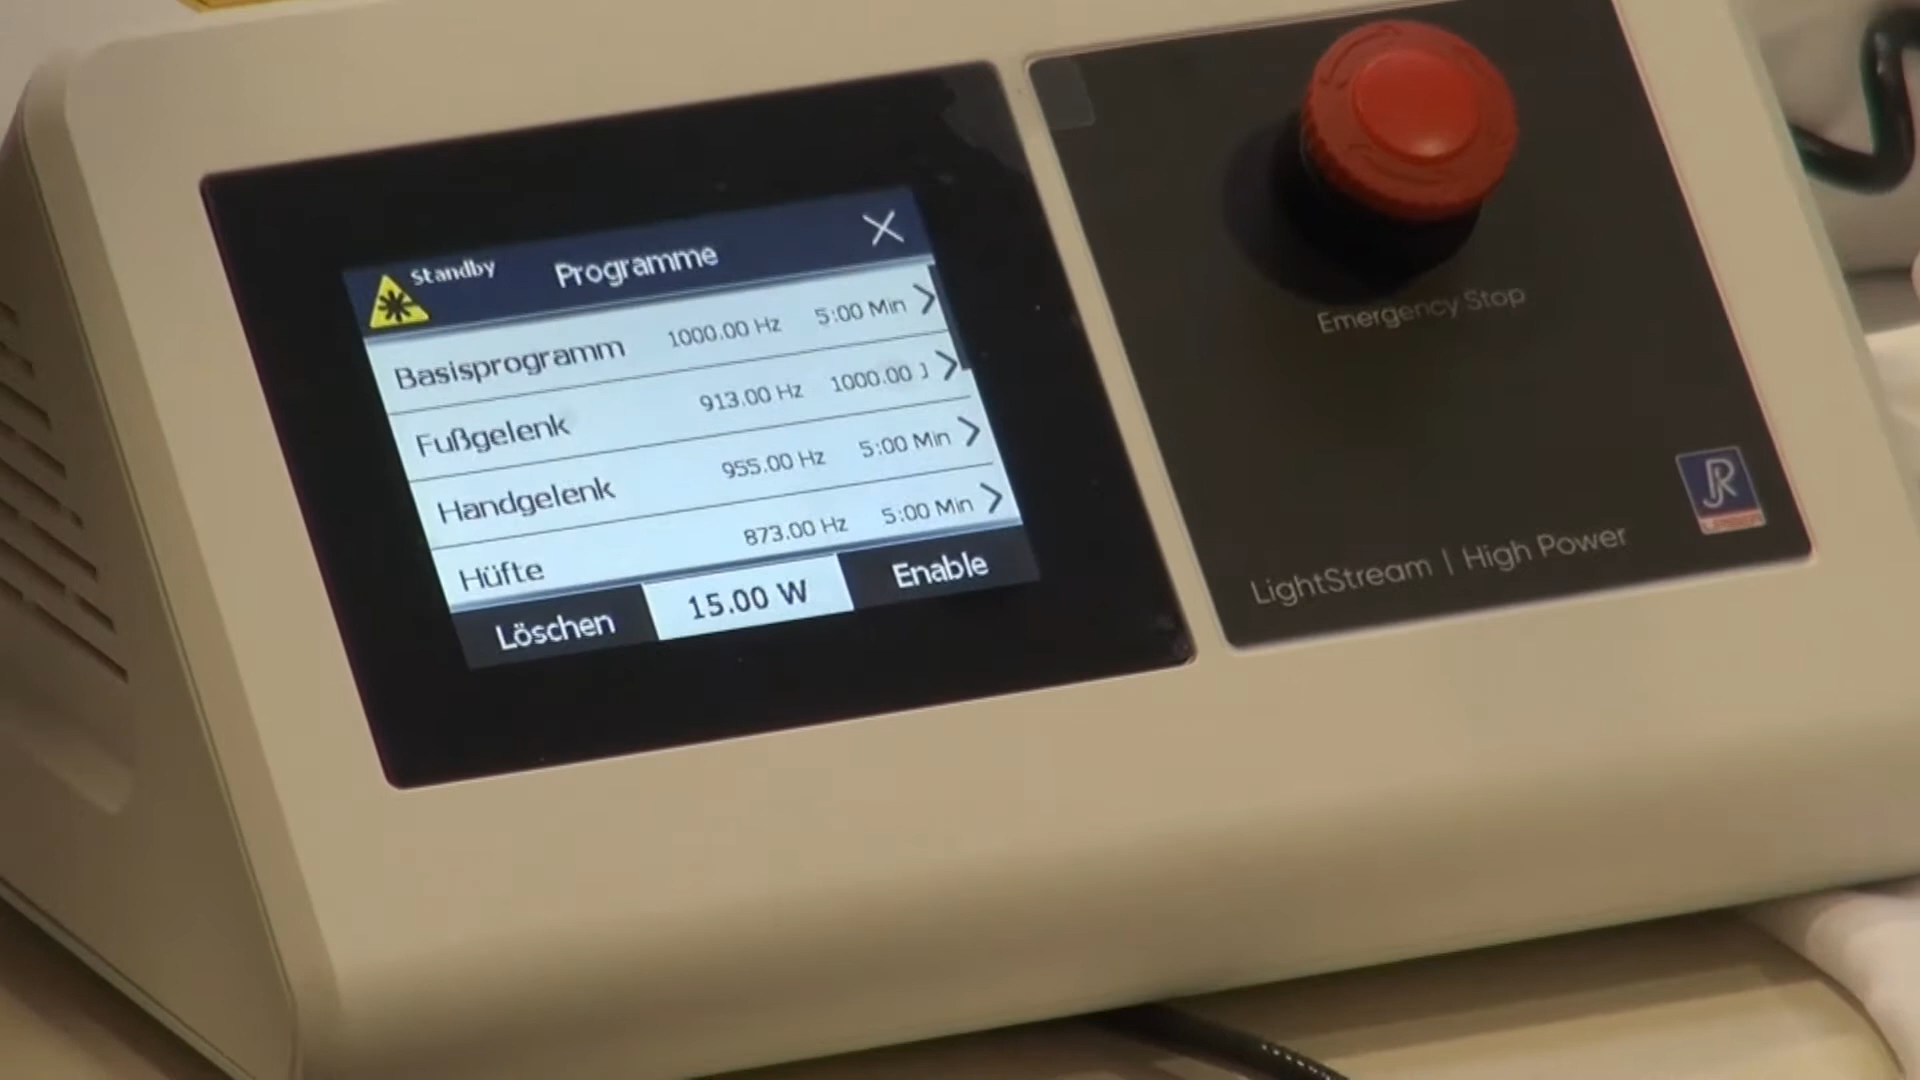 Standby Programme
Basisprogramm 1000.00 Hz 5:00 Min
Fußgelenk 913.00 Hz 1000.00 J
Handgelenk 955.00 Hz 5:00 Min
Hüfte 873.00 Hz 5:00 Min
Löschen 15.00 W Enable
Emergency Stop
LightStream | High Power